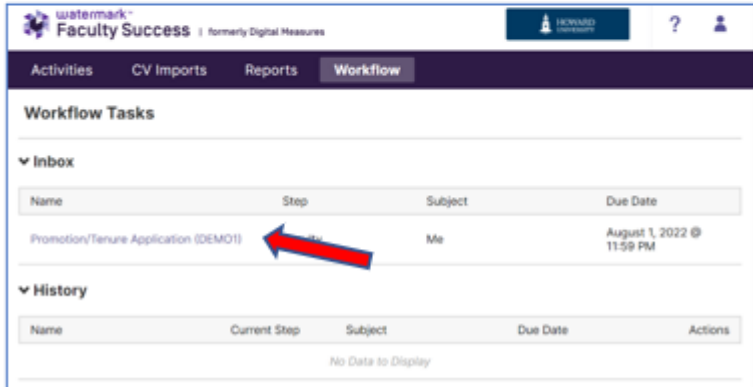 watermark
Faculty Success | formerly Digital Measures
HOWARD
UNIVERSITY
?
Activities CV Imports Reports Workflow
Workflow Tasks
Inbox
Name Step Subject Due Date
Promotion/Tenure Application (DEMO1) Me August 1, 2022 @
11:59 PM
History
Name Current Step Subject Due Date Actions
No Data to Display